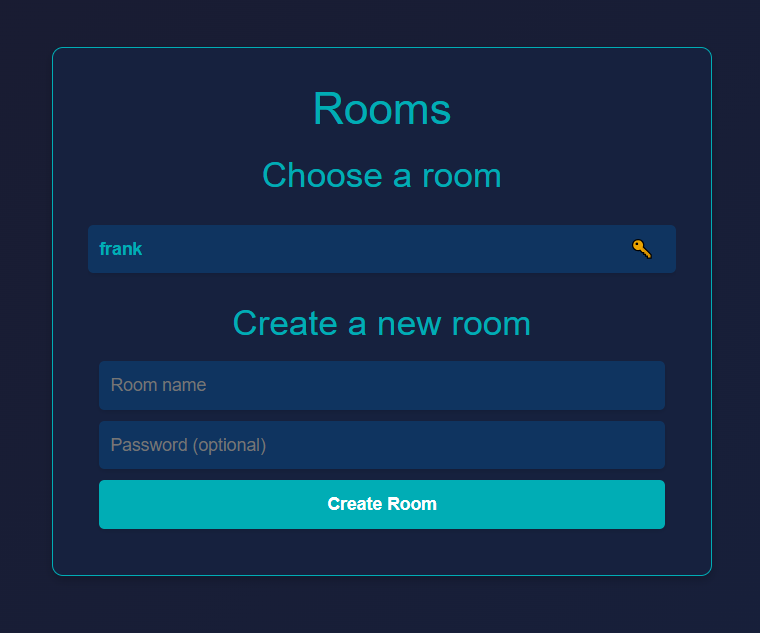 Rooms
Choose a room
frank
Create a new room
Room name
Password (optional)
Create Room